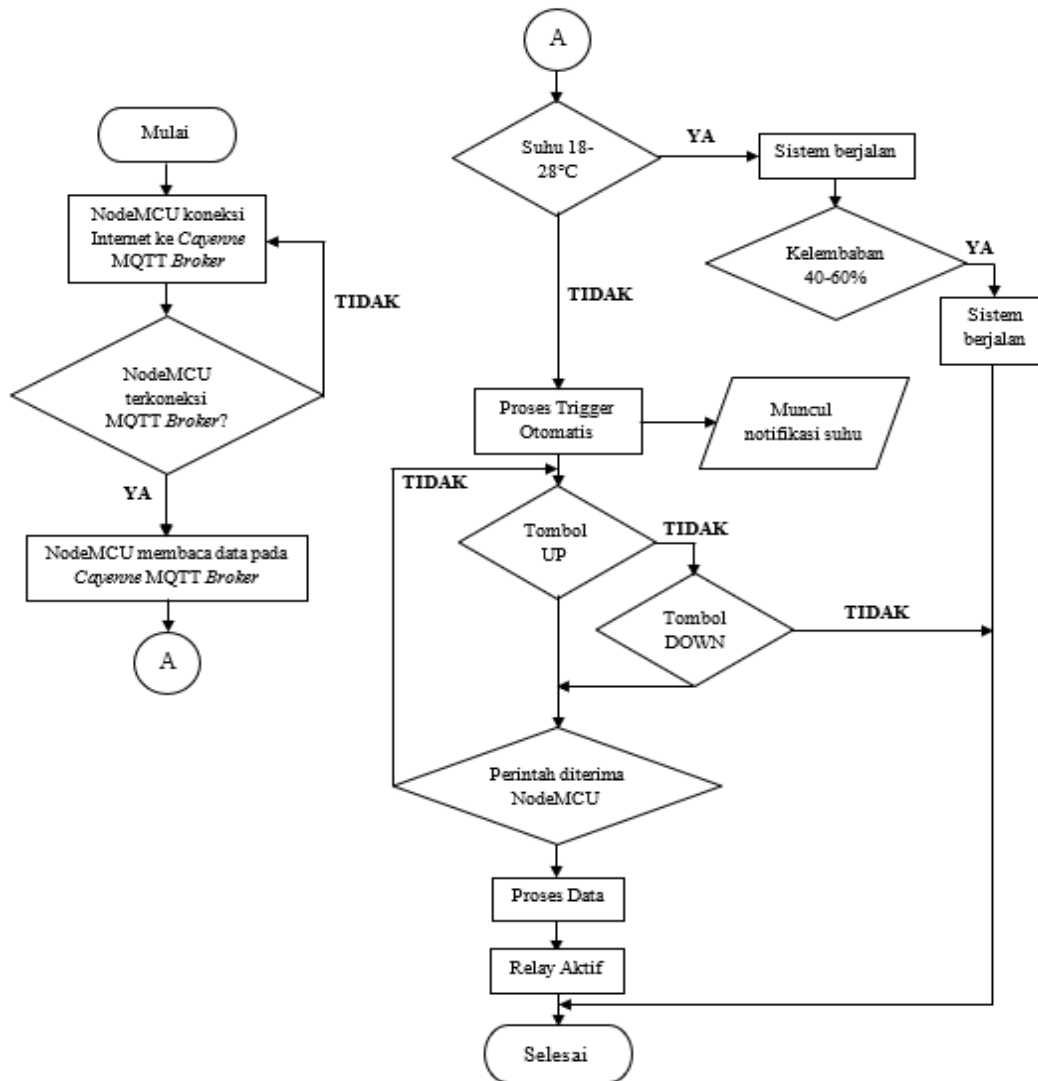 Mulai
NodeMCU koneksi
Internet ke Cayenne
MQTT Broker
TIDAK
NodeMCU
terkoneksi
MQTT Broker?
YA
NodeMCU membaca data pada
Cayenne MQTT Broker
A
A
Suhu 18-
28°C
YA
Sistem berjalan
Kelembaban
40-60%
YA
Sistem
berjalan
TIDAK
Proses Trigger
Otomatis
Muncul
notifikasi suhu
TIDAK
Tombol
UP
TIDAK
Tombol
DOWN
TIDAK
Perintah diterima
NodeMCU
Proses Data
Relay Aktif
Selesai